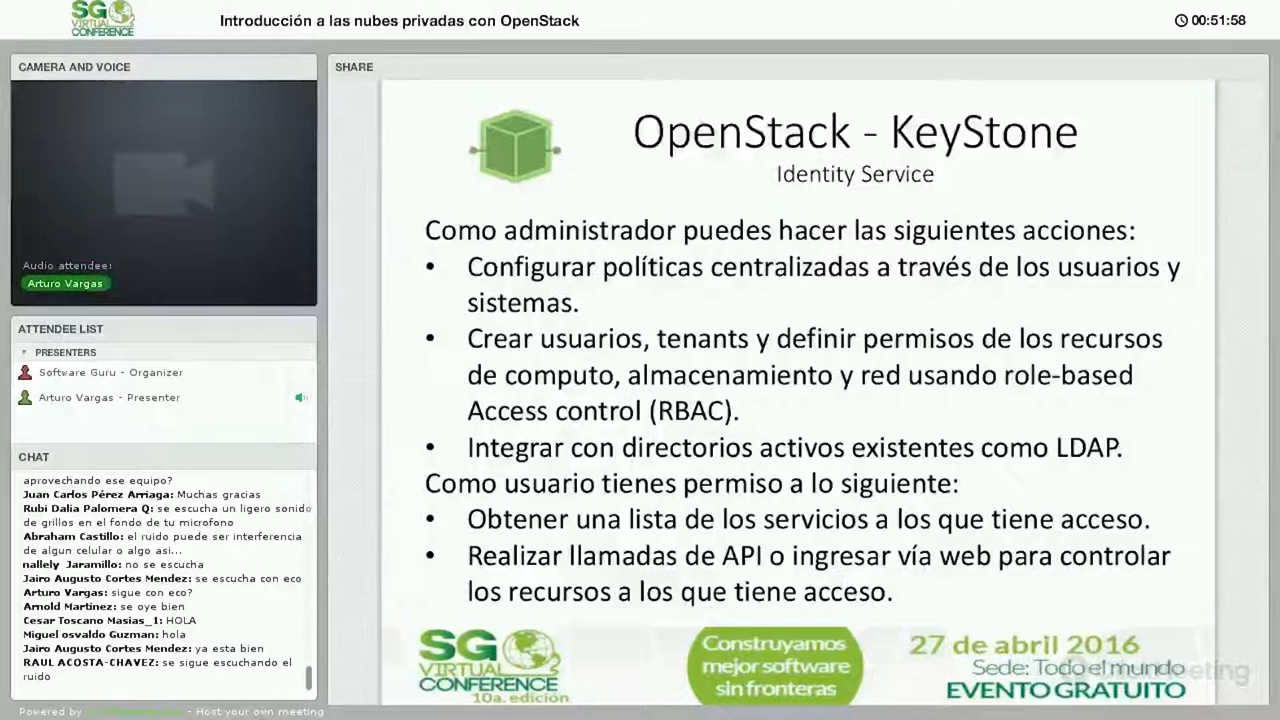 SG
VIRTUAL
CONFERENCE
Introducción a las nubes privadas con OpenStack
00:51:58
CAMERA AND VOICE
Audio attendee:
Arturo Vargas
ATTENDEE LIST
PRESENTERS
Software Guru - Organizer
Arturo Vargas - Presenter
CHAT
aprovechando ese equipo?
Juan Carlos Pérez Arriaga: Muchas gracias
Rubi Dalia Palomera Q: se escucha un ligero sonido
de grillos en el fondo de tu microfono
Abraham Castillo: el ruido puede ser interferencia
de algun celular o algo asi...
nallely Jaramillo: no se escucha
Jairo Augusto Cortes Mendez: se escucha con eco
Arturo Vargas: sigue con eco?
Arnold Martinez: se oye bien
Cesar Toscano Masias_1: HOLA
Miguel osvaldo Guzman: hola
Jairo Augusto Cortes Mendez: ya esta bien
RAUL ACOSTA-CHAVEZ: se sigue escuchando el
ruido
Powered by
- Host your own meeting
SHARE
OpenStack - KeyStone
Identity Service
Como administrador puedes hacer las siguientes acciones:
• Configurar políticas centralizadas a través de los usuarios y
sistemas.
• Crear usuarios, tenants y definir permisos de los recursos
de computo, almacenamiento y red usando role-based
Access control (RBAC).
• Integrar con directorios activos existentes como LDAP.
Como usuario tienes permiso a lo siguiente:
• Obtener una lista de los servicios a los que tiene acceso.
• Realizar llamadas de API o ingresar vía web para controlar
los recursos a los que tiene acceso.
SG
VIRTUAL
CONFERENCE
10a. edición
Construyamos
mejor software
sin fronteras
27 de abril 2016
Sede: Todo el mundo
EVENTO GRATUITO